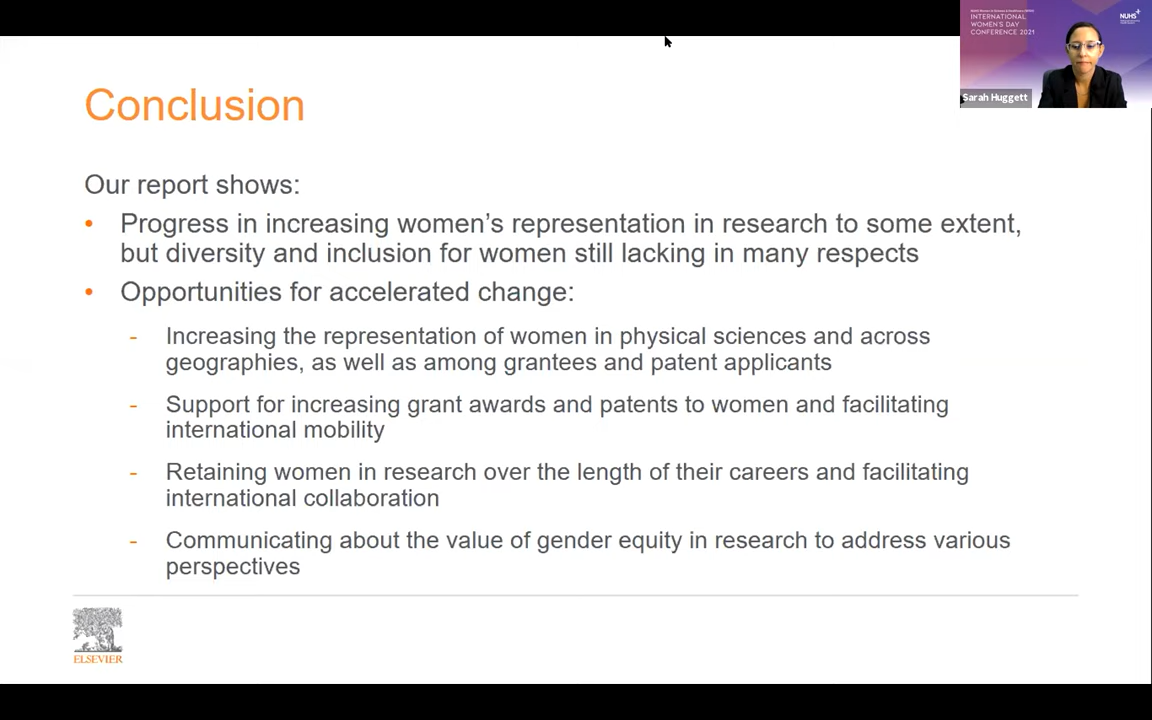 INTERNATIONAL
WOMEN'S DAY
CONFERENCE 2021
NUHS
Sarah Huggett
Conclusion
Our report shows:
• Progress in increasing women’s representation in research to some extent,
but diversity and inclusion for women still lacking in many respects
• Opportunities for accelerated change:
- Increasing the representation of women in physical sciences and across
geographies, as well as among grantees and patent applicants
- Support for increasing grant awards and patents to women and facilitating
international mobility
- Retaining women in research over the length of their careers and facilitating
international collaboration
- Communicating about the value of gender equity in research to address various
perspectives
ELSEVIER